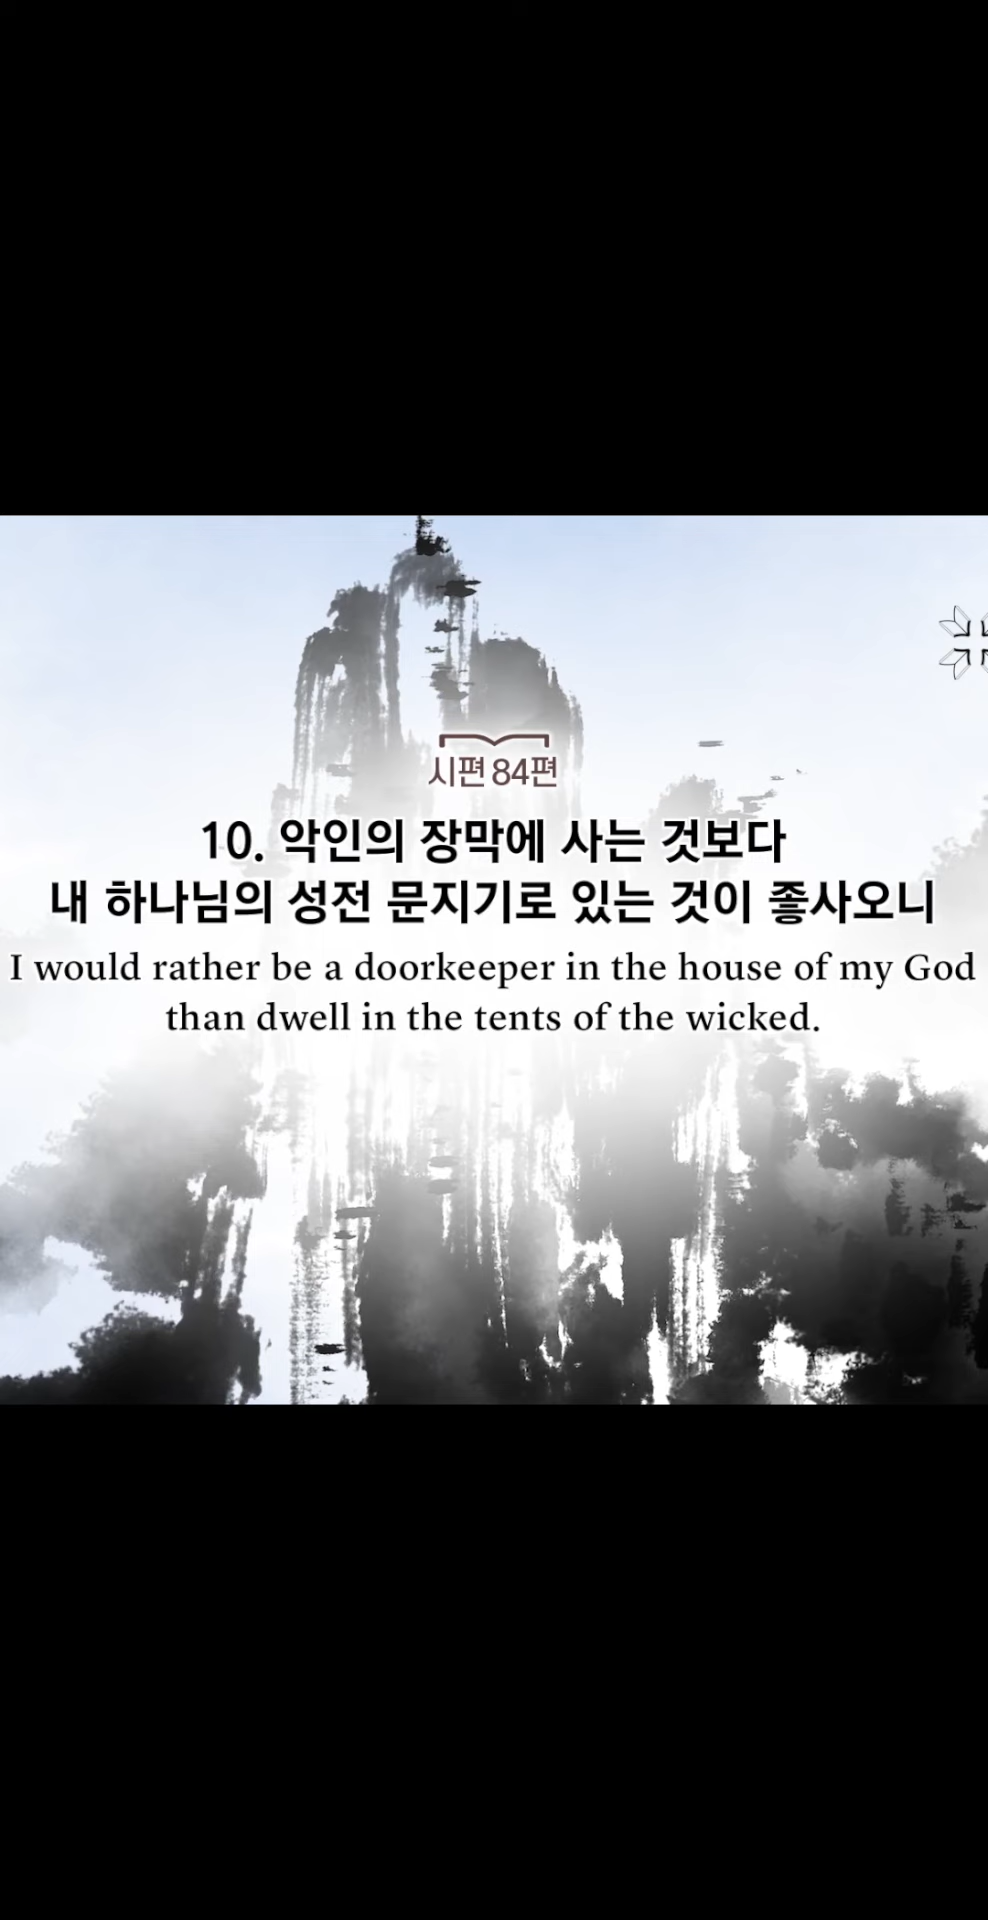 시편 84편
10. 악인의 장막에 사는 것보다
내 하나님의 성전 문지기로 있는 것이 좋사오니
I would rather be a doorkeeper in the house of my God
than dwell in the tents of the wicked.